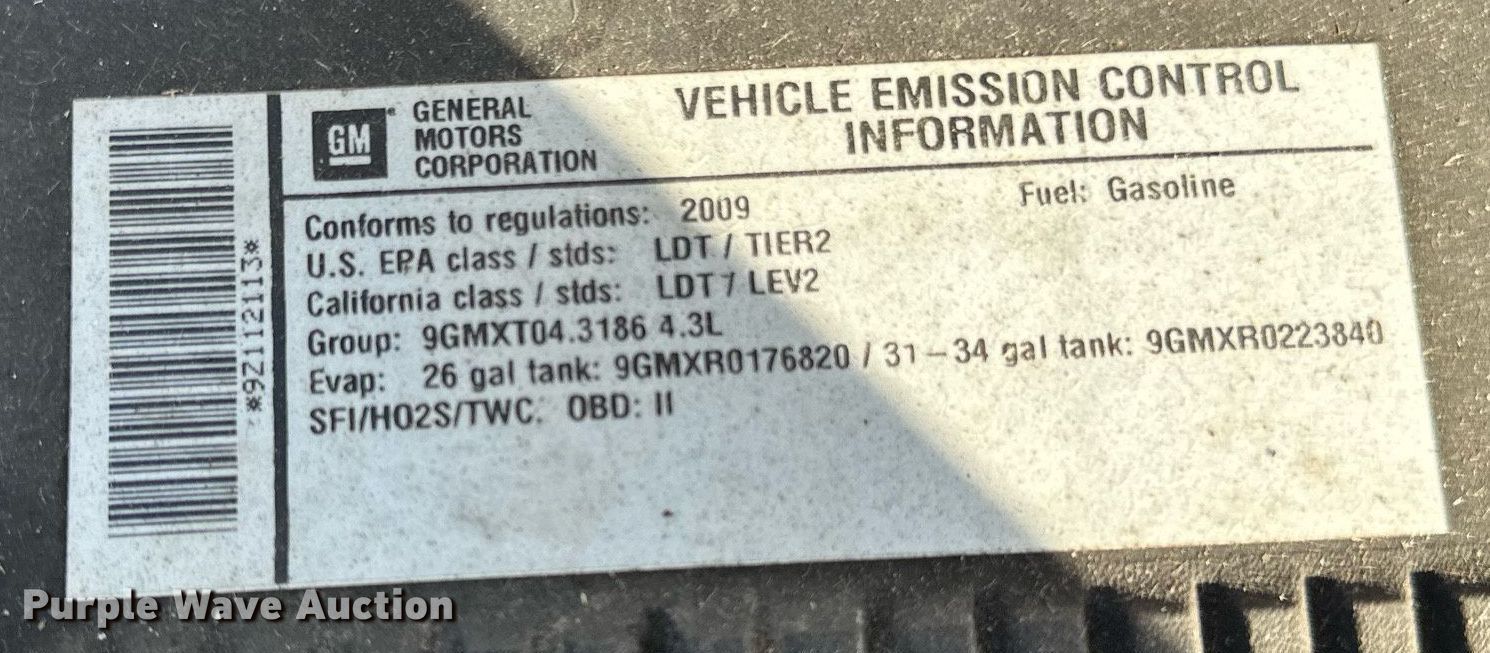 GM
GENERAL
MOTORS
CORPORATION
VEHICLE EMISSION CONTROL
INFORMATION
Conforms to regulations: 2009
Fuel: Gasoline
U.S. EPA class / stds: LDT / TIER2
California class / stds: LDT / LEV2
Group: 9GMXT04.3186 4.3L
Evap: 26 gal tank: 9GMXR0176820 / 31-34 gal tank: 9GMXR0223840
SFI/HO2S/TWC. OBD: II
*9Z112113*
Purple Wave Auction